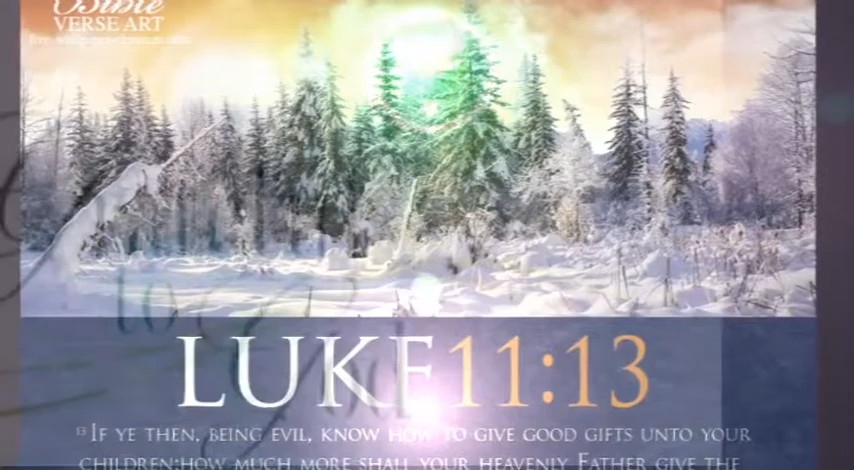 Bible
VERSE ART
to
LUKE 11:13
13 IF YE THEN, BEING EVIL, KNOW HOW TO GIVE GOOD GIFTS UNTO YOUR
CHILDREN: HOW MUCH MORE SHALL YOUR HEAVENLY FATHER GIVE THE